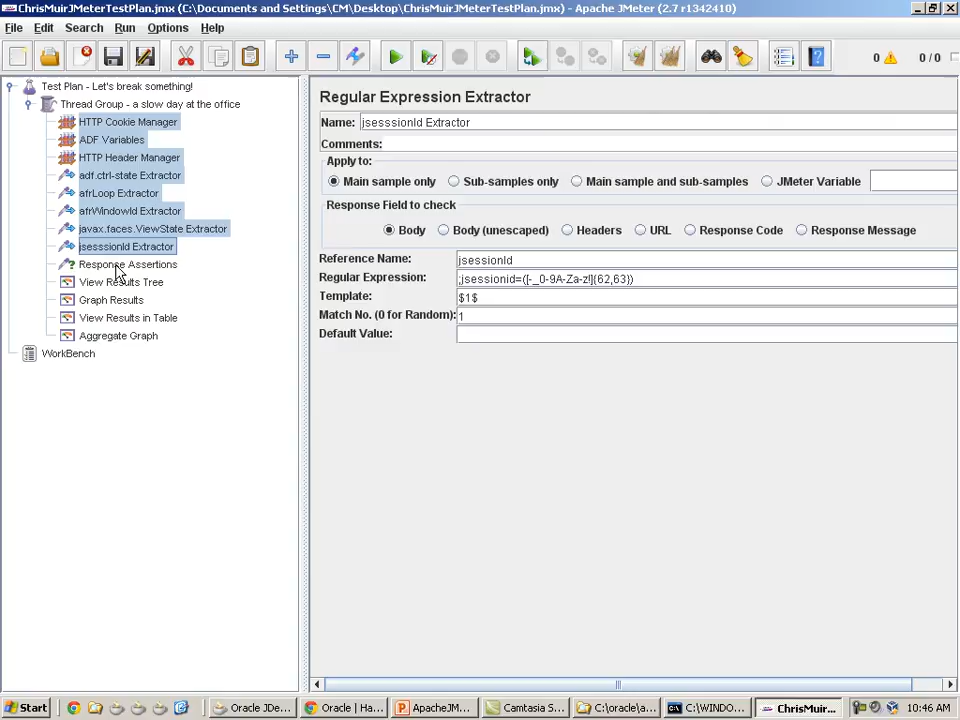 ChrisMuirJMeterTestPlan.jmx (C:\Documents and Settings\CM\Desktop\ChrisMuirJMeterTestPlan.jmx) - Apache JMeter (2.7 r1342410)
File Edit Search Run Options Help
0 0 / 0
Test Plan - Let's break something!
Thread Group - a slow day at the office
HTTP Cookie Manager
ADF Variables
HTTP Header Manager
adf.ctrl-state Extractor
afrLoop Extractor
afrWindowId Extractor
javax.faces.ViewState Extractor
jsesssionId Extractor
Response Assertions
View Results Tree
Graph Results
View Results in Table
Aggregate Graph
WorkBench
Regular Expression Extractor
Name: jsesssionId Extractor
Comments:
Apply to:
Main sample only Sub-samples only Main sample and sub-samples JMeter Variable
Response Field to check
Body Body (unescaped) Headers URL Response Code Response Message
Reference Name: jsessionId
Regular Expression: ;jsessionid=([-_0-9A-Za-z!]{62,63})
Template: $1$
Match No. (0 for Random): 1
Default Value:
Start Oracle JDe... Oracle | Ha... ApacheJM... Camtasia S... C:\oracle\a... C:\WINDO... ChrisMuir... 10:46 AM